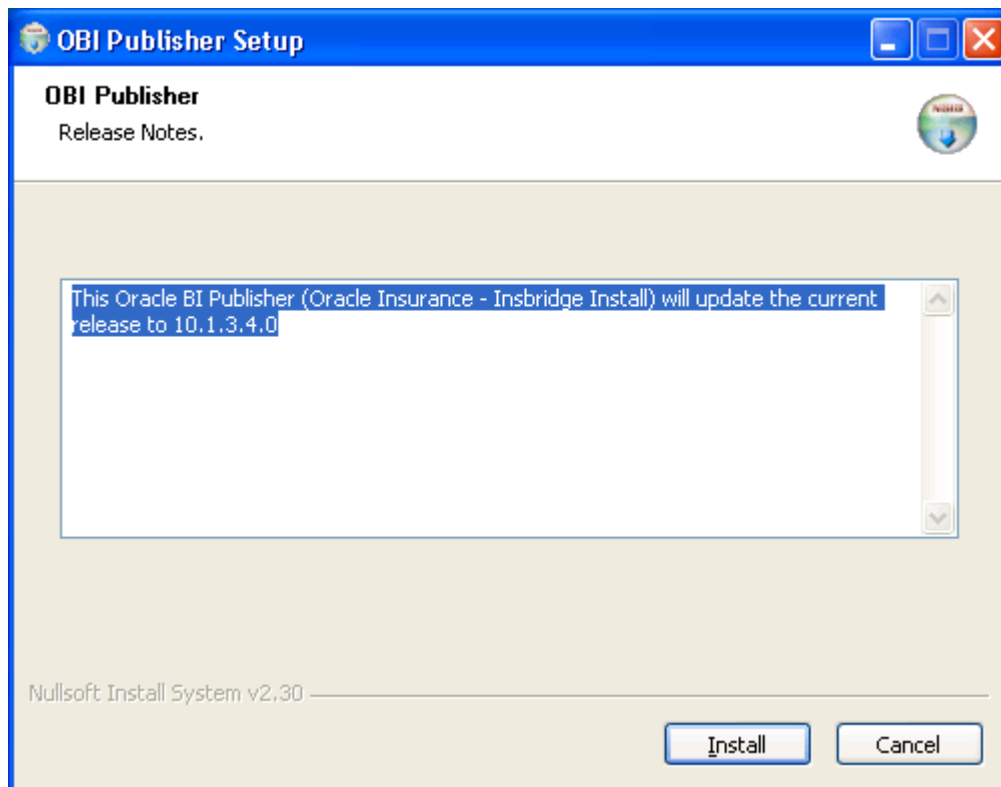 OBI Publisher Setup
OBI Publisher
Release Notes.
This Oracle BI Publisher (Oracle Insurance - Insbridge Install) will update the current
release to 10.1.3.4.0
Nullsoft Install System v2.30
Install
Cancel